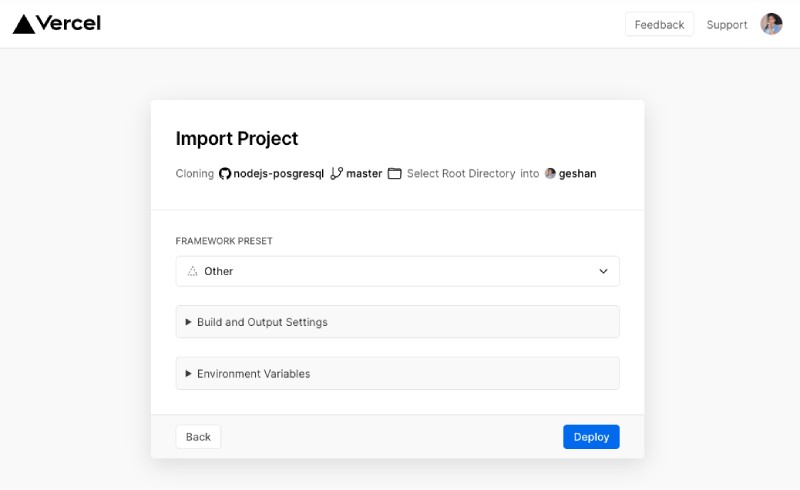 Vercel
Feedback
Support
Import Project
Cloning nodejs-posgresql master Select Root Directory into geshan
FRAMEWORK PRESET
Other
Build and Output Settings
Environment Variables
Back
Deploy